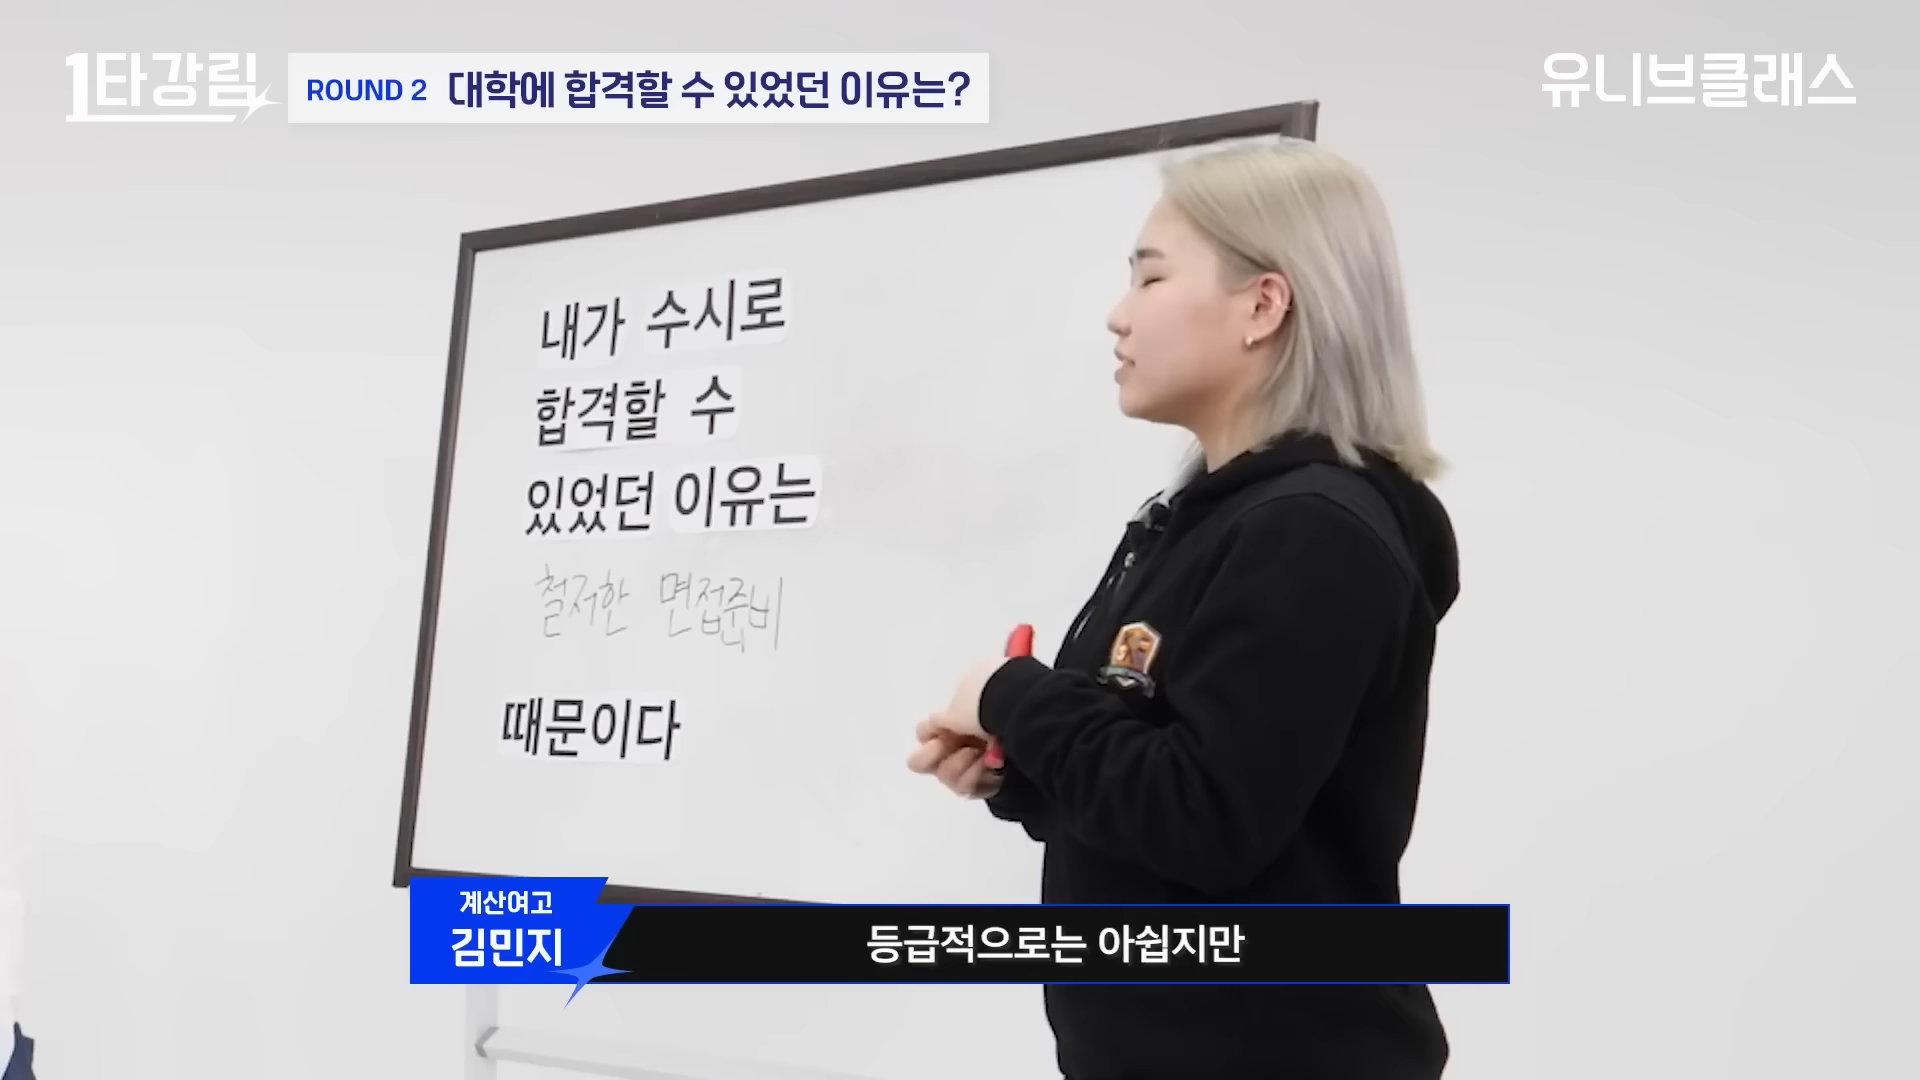 1타강림
ROUND 2 대학에 합격할 수 있었던 이유는?
유니브클래스
내가 수시로
합격할 수
있었던 이유는
철저한 면접준비
때문이다
계산여고
김민지
등급적으로는 아쉽지만